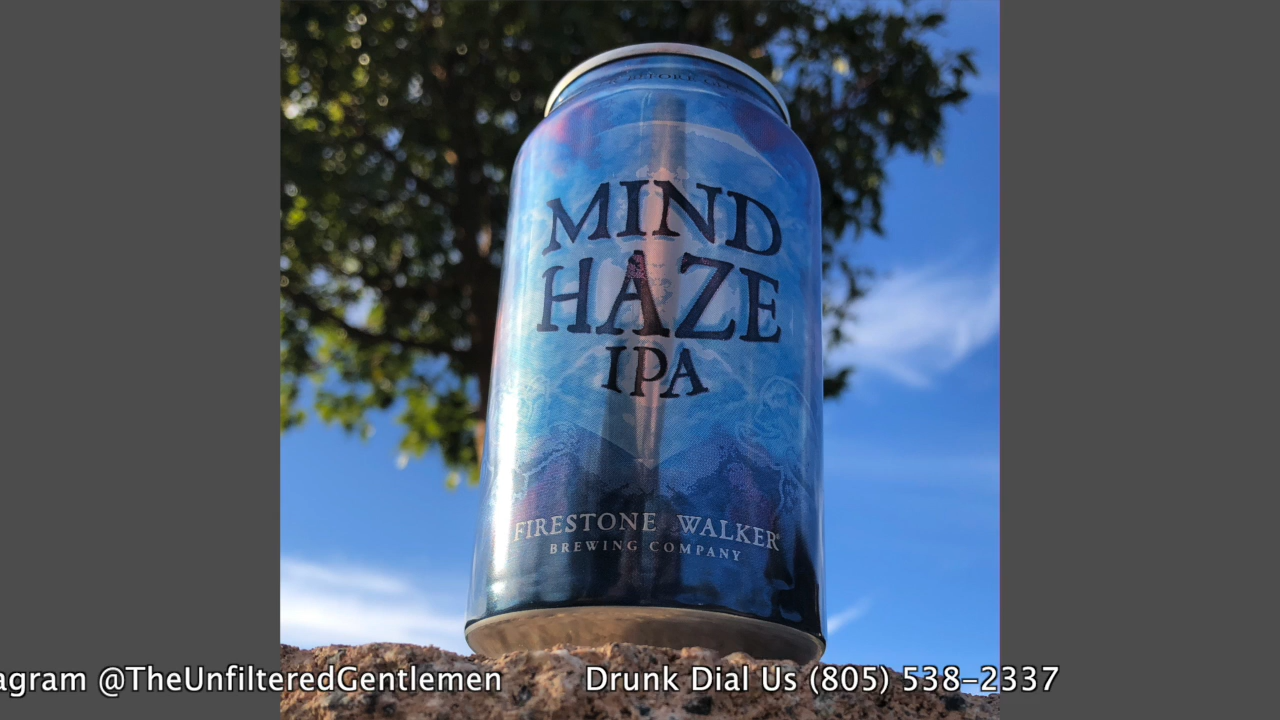 MIND
HAZE
IPA
FIRESTONE WALKER®
BREWING COMPANY
agram @TheUnfilteredGentlemen Drunk Dial Us (805) 538-2337